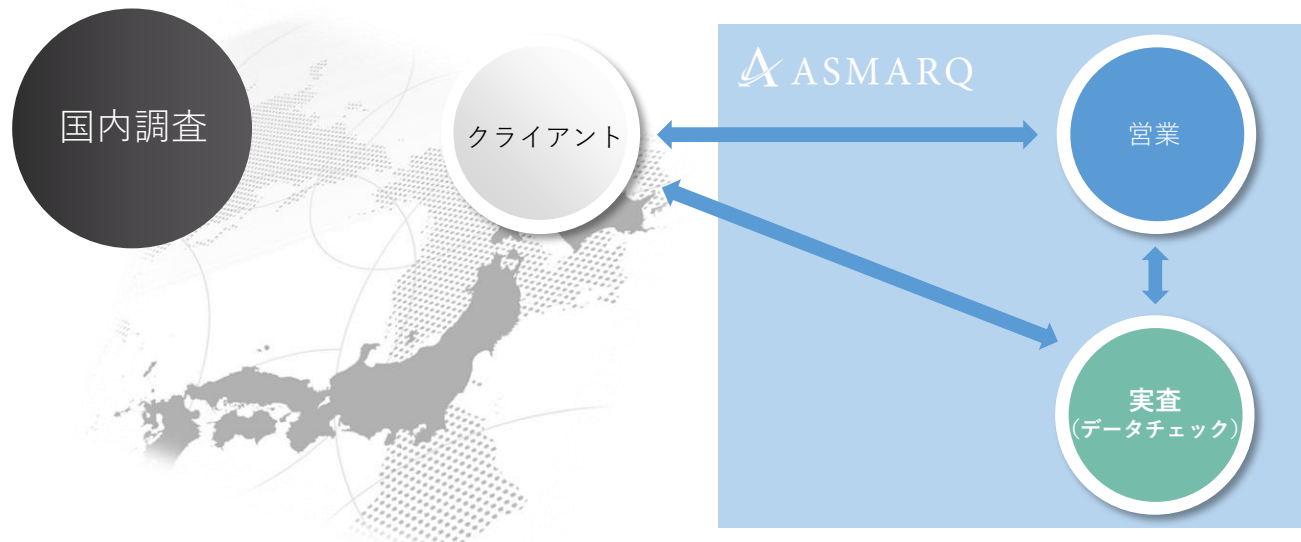 国内調査
クライアント
ASMARQ
営業
実査
(データチェック)